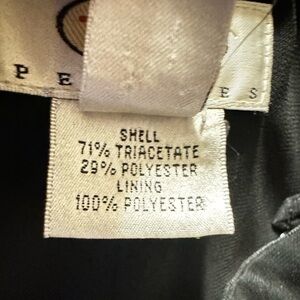 P E E S
SHELL
71% TRIACETATE
29% POLYESTER
LINING
100% POLYESTER